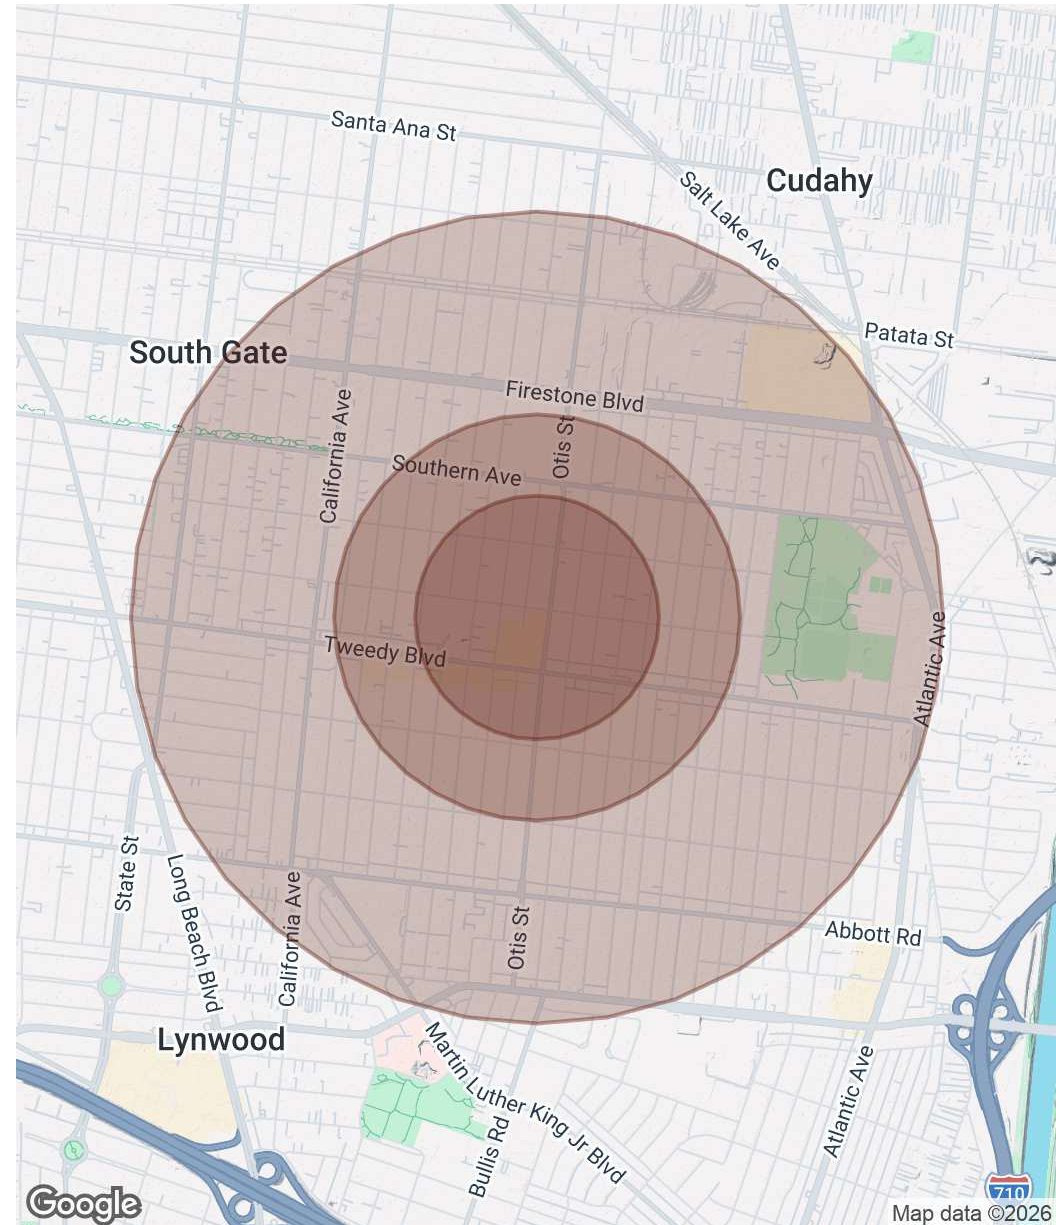 Santa Ana St
Cudahy
Salt Lake Ave
Patata St
South Gate
Firestone Blvd
California Ave
Otis St
Southern Ave
Tweedy Blvd
Atlantic Ave
State St
Long Beach Blvd
California Ave
Otis St
Abbott Rd
Lynwood
Martin Luther King Jr Blvd
Atlantic Ave
Bullis Rd
710
Google
Map data ©2026